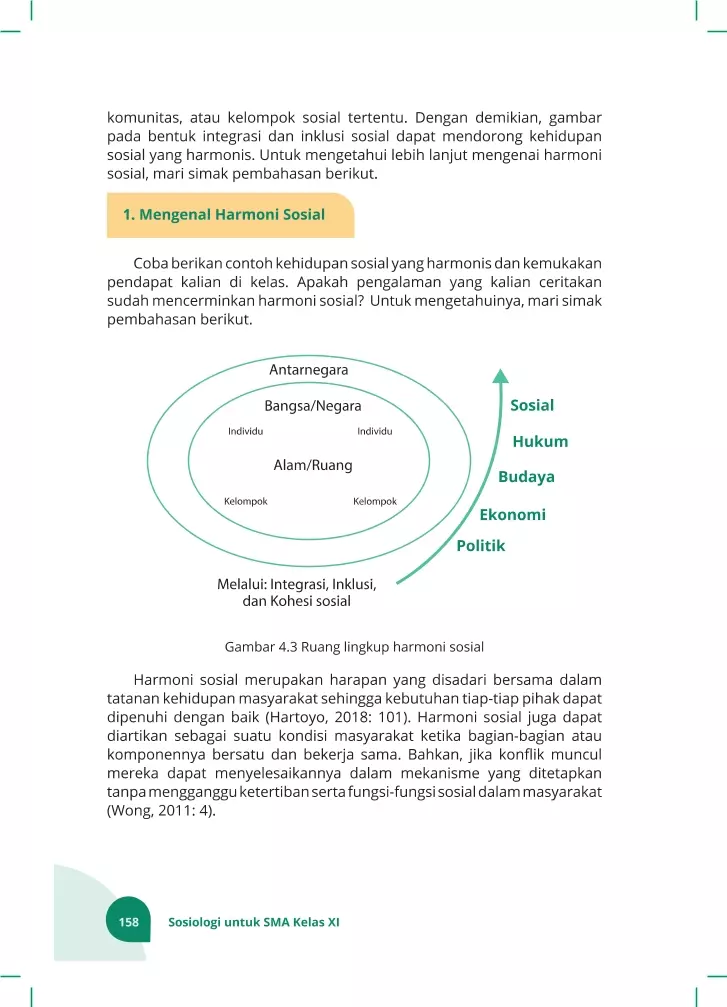 komunitas, atau kelompok sosial tertentu. Dengan demikian, gambar
pada bentuk integrasi dan inklusi sosial dapat mendorong kehidupan
sosial yang harmonis. Untuk mengetahui lebih lanjut mengenai harmoni
sosial, mari simak pembahasan berikut.
1. Mengenal Harmoni Sosial
Coba berikan contoh kehidupan sosial yang harmonis dan kemukakan
pendapat kalian di kelas. Apakah pengalaman yang kalian ceritakan
sudah mencerminkan harmoni sosial? Untuk mengetahuinya, mari simak
pembahasan berikut.
Antarnegara
Bangsa/Negara
Individu Individu
Alam/Ruang
Kelompok Kelompok
Sosial
Hukum
Budaya
Ekonomi
Politik
Melalui: Integrasi, Inklusi,
dan Kohesi sosial
Gambar 4.3 Ruang lingkup harmoni sosial
Harmoni sosial merupakan harapan yang disadari bersama dalam
tatanan kehidupan masyarakat sehingga kebutuhan tiap-tiap pihak dapat
dipenuhi dengan baik (Hartoyo, 2018: 101). Harmoni sosial juga dapat
diartikan sebagai suatu kondisi masyarakat ketika bagian-bagian atau
komponennya bersatu dan bekerja sama. Bahkan, jika konflik muncul
mereka dapat menyelesaikannya dalam mekanisme yang ditetapkan
tanpa mengganggu ketertiban serta fungsi-fungsi sosial dalam masyarakat
(Wong, 2011: 4).
158 Sosiologi untuk SMA Kelas XI